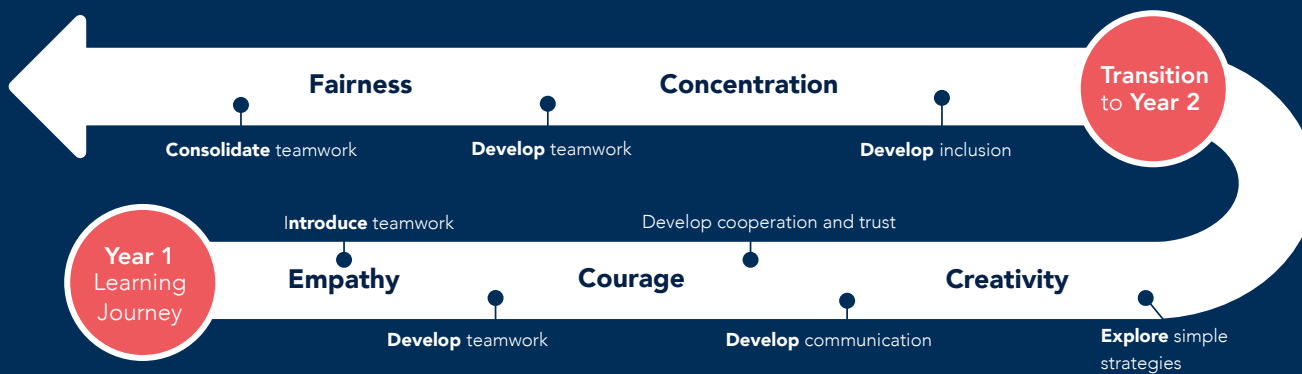 Fairness
Concentration
Transition
to Year 2
Consolidate teamwork
Develop teamwork
Develop inclusion
Introduce teamwork
Develop cooperation and trust
Year 1
Learning
Journey
Empathy
Courage
Creativity
Develop teamwork
Develop communication
Explore simple
strategies